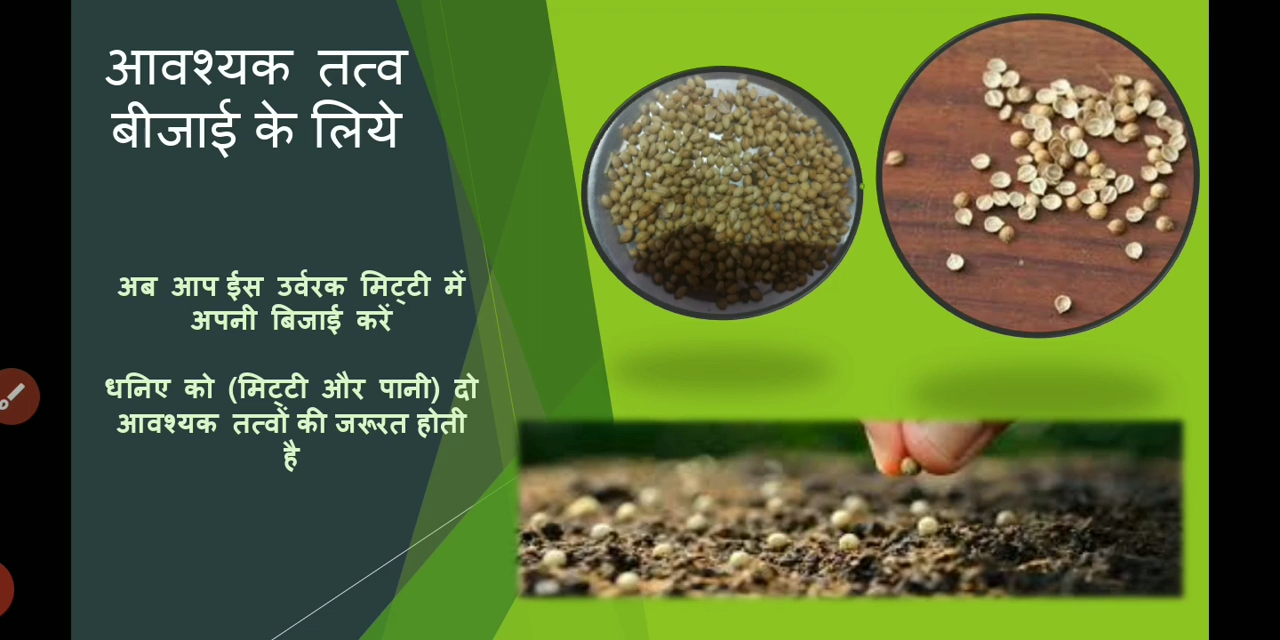 आवश्यक तत्व
बीजाई के लिये
अब आप ईस उर्वरक मिट्टी में
अपनी बिजाई करें
धनिए को (मिट्टी और पानी) दो
आवश्यक तत्वों की जरूरत होती
है